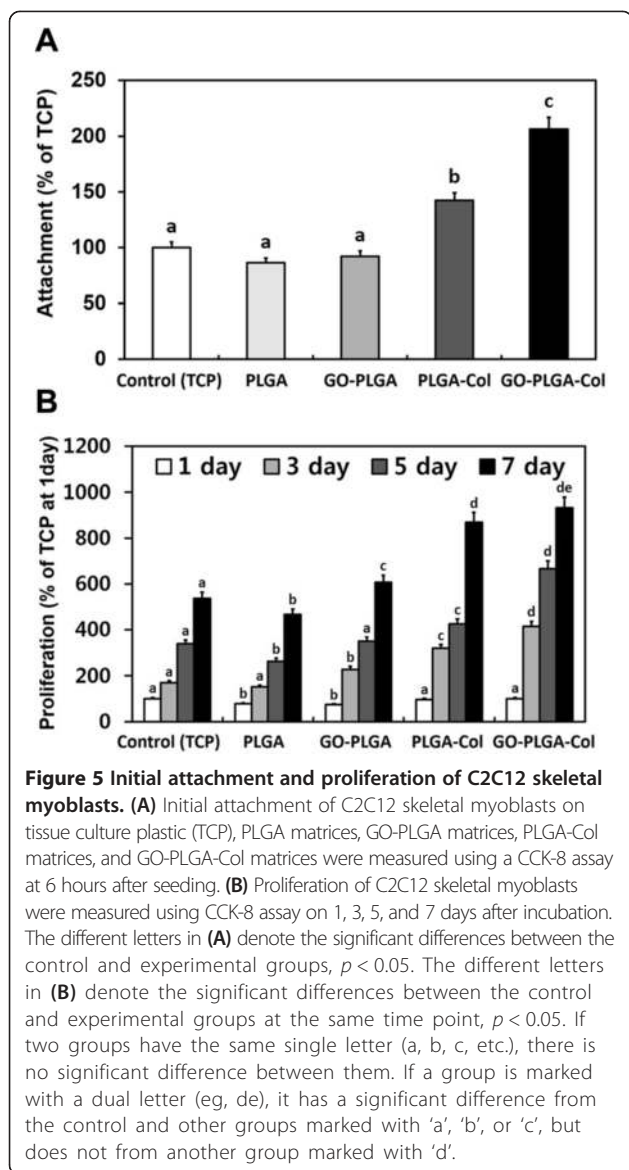 A
Attachment (% of TCP)
250
200
150
100
50
0
a
a
a
b
c
Control (TCP) PLGA GO-PLGA PLGA-Col GO-PLGA-Col
B
Proliferation (% of TCP at 1day)
1200
1000
800
600
400
200
0
1 day 3 day 5 day 7 day
a a a a
b a b b
b b a c
a c c d
a d d de
Control (TCP) PLGA GO-PLGA PLGA-Col GO-PLGA-Col
Figure 5 Initial attachment and proliferation of C2C12 skeletal
myoblasts. (A) Initial attachment of C2C12 skeletal myoblasts on
tissue culture plastic (TCP), PLGA matrices, GO-PLGA matrices, PLGA-Col
matrices, and GO-PLGA-Col matrices were measured using a CCK-8 assay
at 6 hours after seeding. (B) Proliferation of C2C12 skeletal myoblasts
were measured using CCK-8 assay on 1, 3, 5, and 7 days after incubation.
The different letters in (A) denote the significant differences between the
control and experimental groups, p < 0.05. The different letters
in (B) denote the significant differences between the control
and experimental groups at the same time point, p < 0.05. If
two groups have the same single letter (a, b, c, etc.), there is
no significant difference between them. If a group is marked
with a dual letter (eg, de), it has a significant difference from
the control and other groups marked with ‘a’, ‘b’, or ‘c’, but
does not from another group marked with ‘d’.